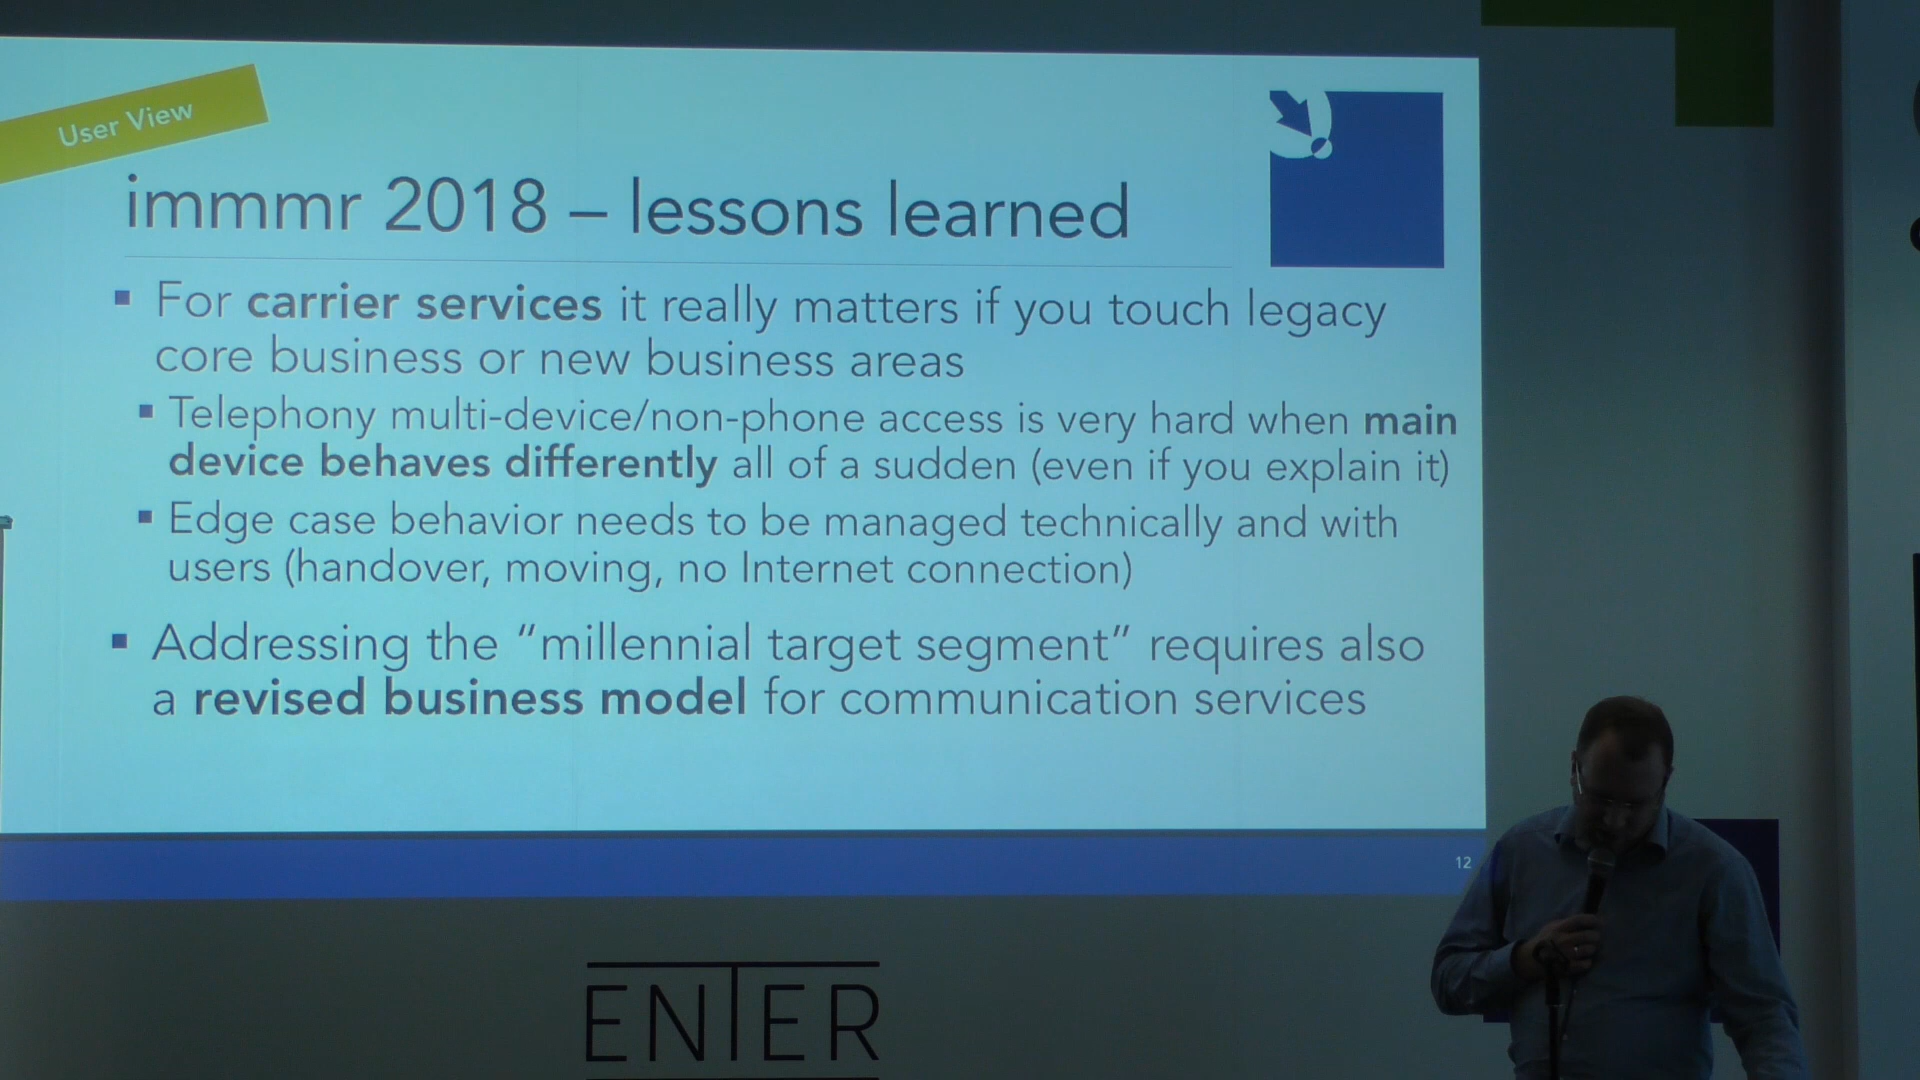 User View
immmr 2018 – lessons learned
▪ For carrier services it really matters if you touch legacy
core business or new business areas
▪ Telephony multi-device/non-phone access is very hard when main
device behaves differently all of a sudden (even if you explain it)
▪ Edge case behavior needs to be managed technically and with
users (handover, moving, no Internet connection)
▪ Addressing the “millennial target segment” requires also
a revised business model for communication services
12
ENTER